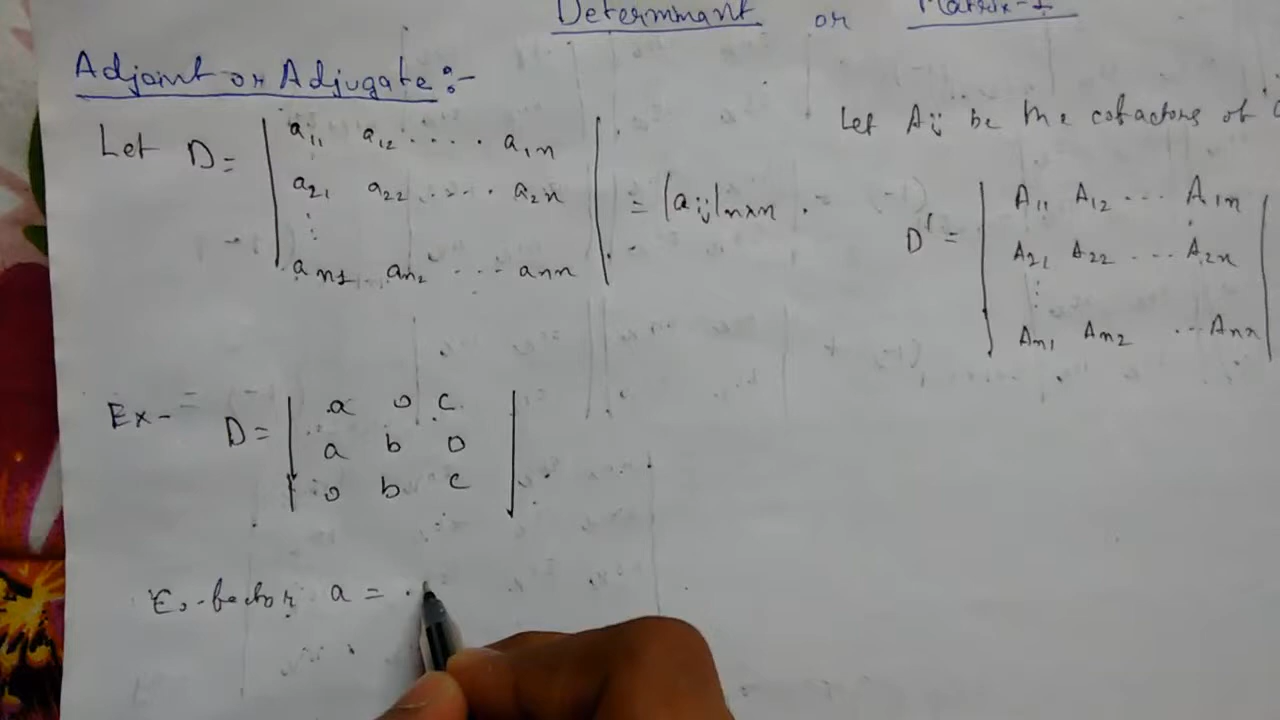 Determinant or Matrix-I
Adjoint or Adjugate :-
Let D = | a11 a12 .... a1n |
| a21 a22 .... a2n |
⋮
| an1 an2 ... ann | = |aij|n×n .
Let Aij be the cofactors of
D' = | A11 A12 ... A1n |
| A21 A22 ... A2n |
⋮
| An1 An2 .. Ann |
Ex- D = | a 0 c |
| a b 0 |
| 0 b c |
Co-factor a =